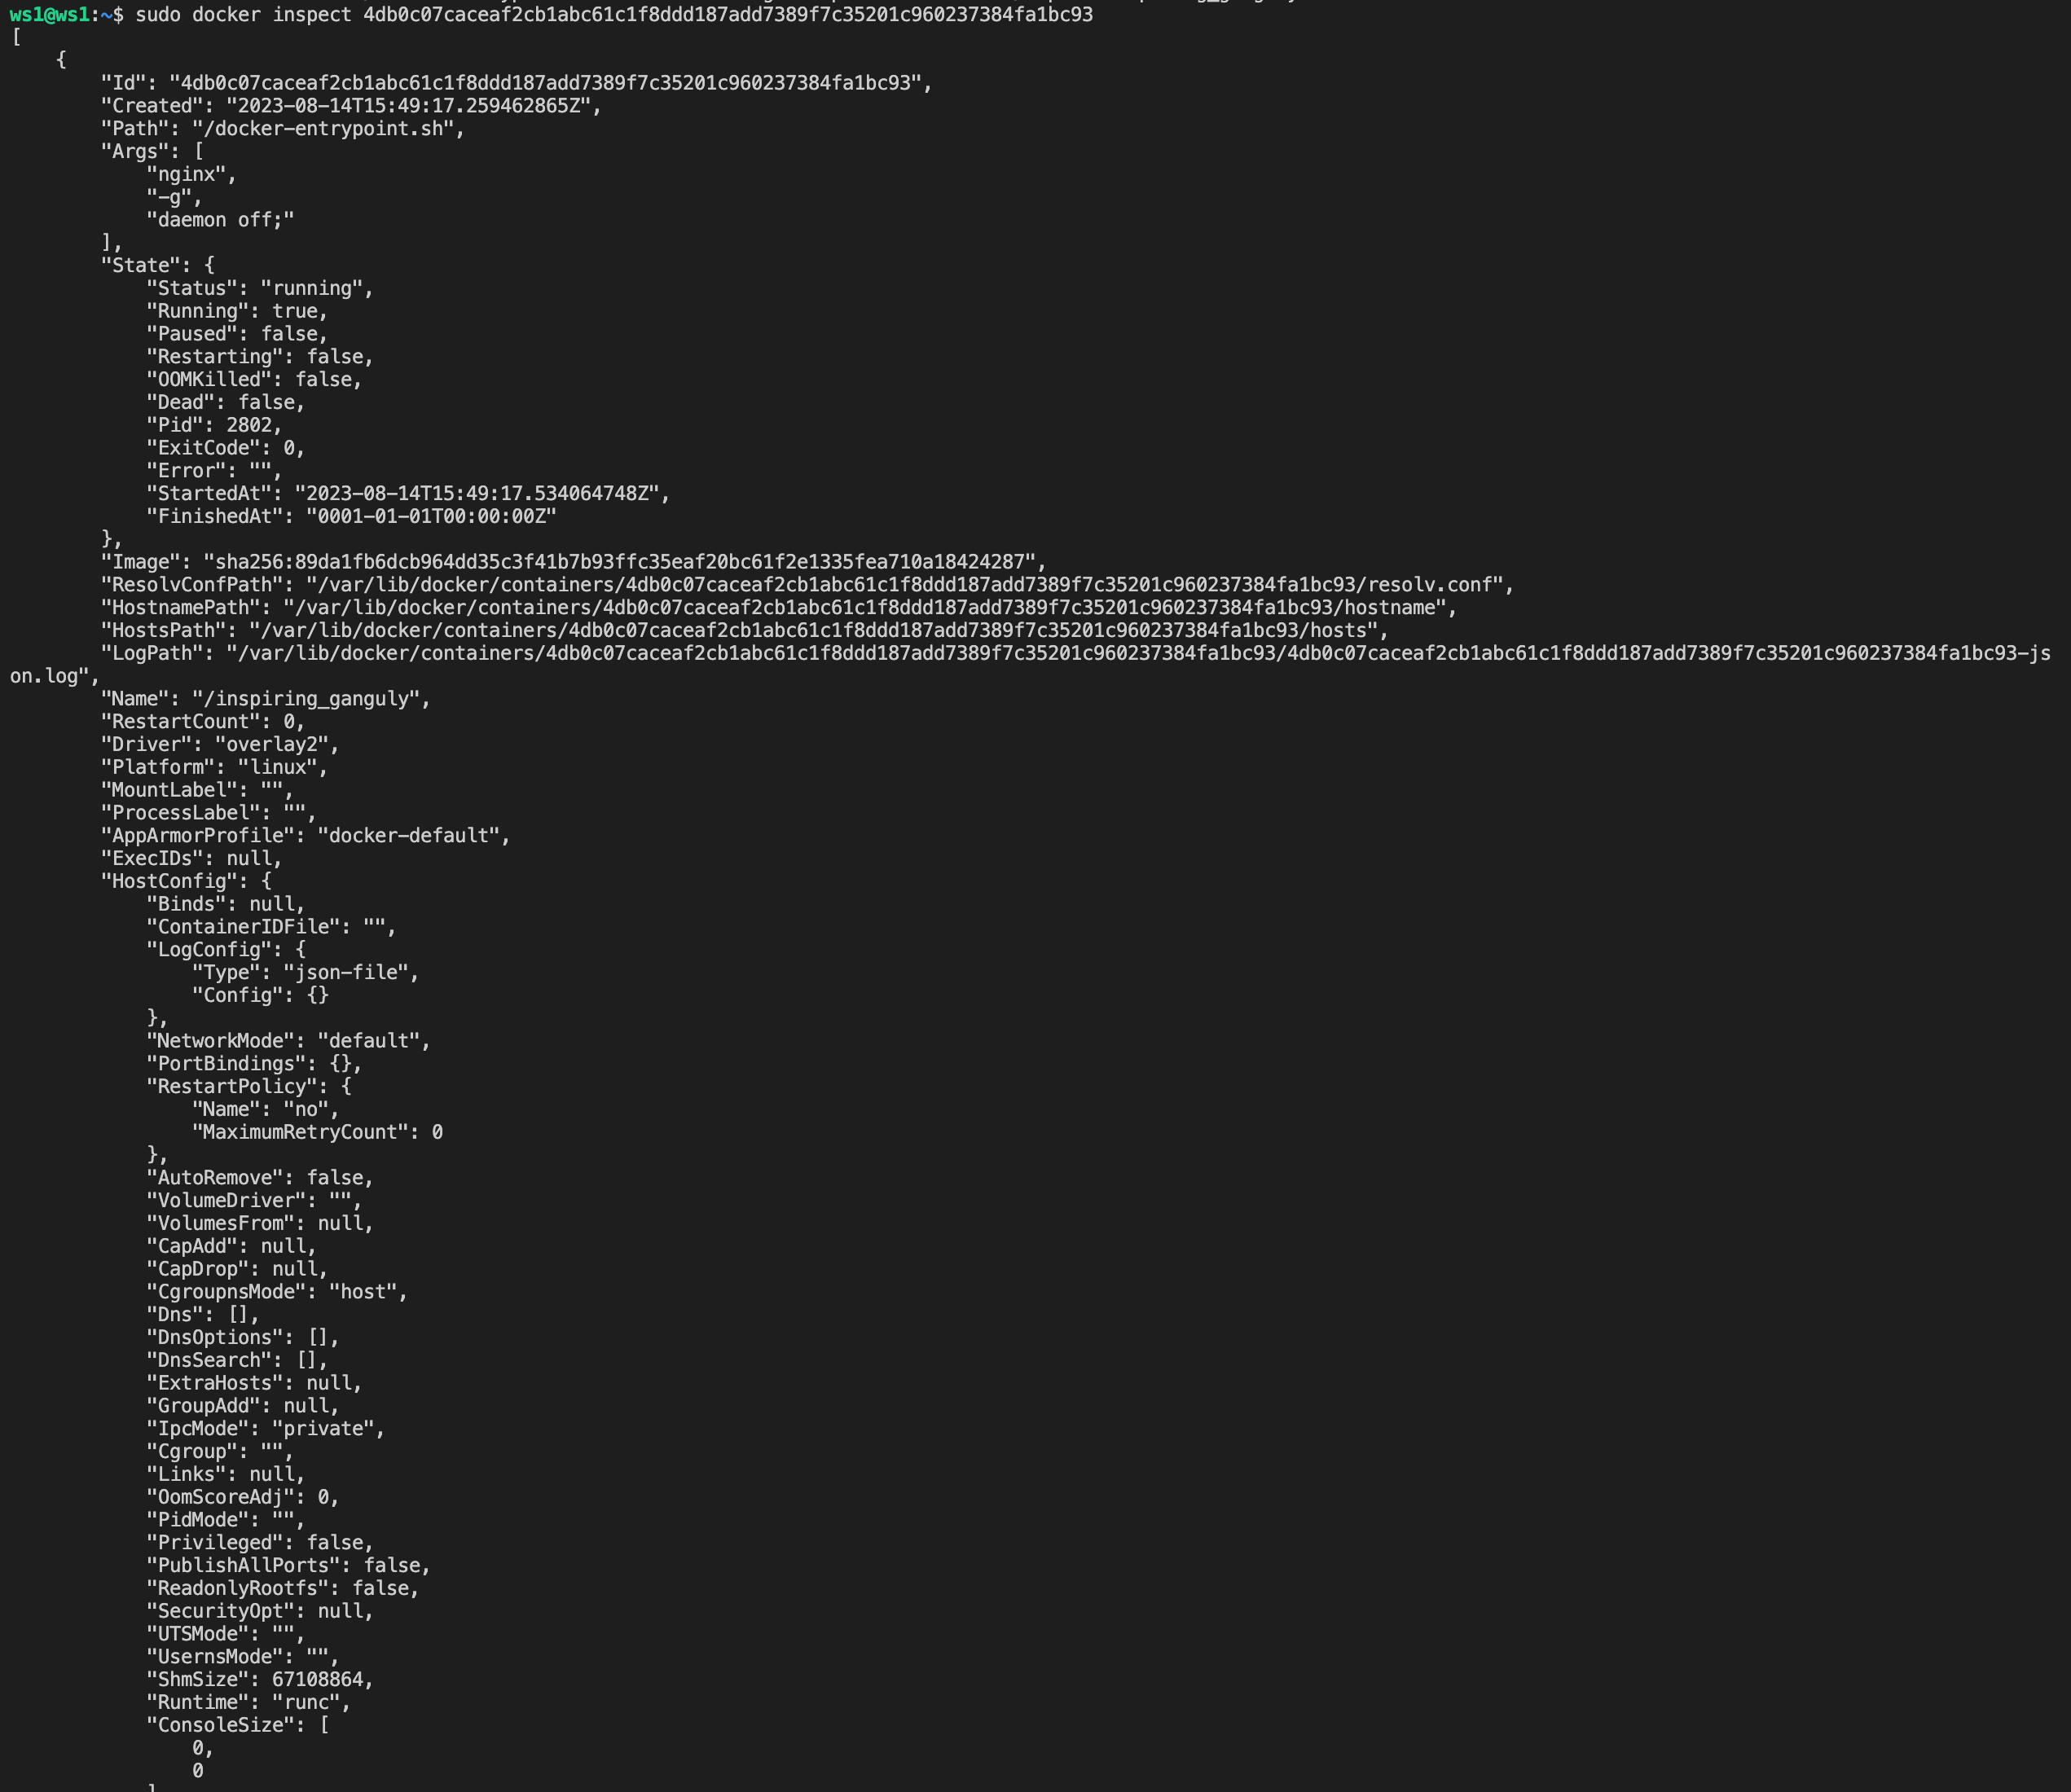 ws1@ws1:~$ sudo docker inspect 4db0c07caceaf2cb1abc61c1f8ddd187add7389f7c35201c960237384fa1bc93
[
    {
        "Id": "4db0c07caceaf2cb1abc61c1f8ddd187add7389f7c35201c960237384fa1bc93",
        "Created": "2023-08-14T15:49:17.259462865Z",
        "Path": "/docker-entrypoint.sh",
        "Args": [
            "nginx",
            "-g",
            "daemon off;"
        ],
        "State": {
            "Status": "running",
            "Running": true,
            "Paused": false,
            "Restarting": false,
            "OOMKilled": false,
            "Dead": false,
            "Pid": 2802,
            "ExitCode": 0,
            "Error": "",
            "StartedAt": "2023-08-14T15:49:17.534064748Z",
            "FinishedAt": "0001-01-01T00:00:00Z"
        },
        "Image": "sha256:89da1fb6dcb964dd35c3f41b7b93ffc35eaf20bc61f2e1335fea710a18424287",
        "ResolvConfPath": "/var/lib/docker/containers/4db0c07caceaf2cb1abc61c1f8ddd187add7389f7c35201c960237384fa1bc93/resolv.conf",
        "HostnamePath": "/var/lib/docker/containers/4db0c07caceaf2cb1abc61c1f8ddd187add7389f7c35201c960237384fa1bc93/hostname",
        "HostsPath": "/var/lib/docker/containers/4db0c07caceaf2cb1abc61c1f8ddd187add7389f7c35201c960237384fa1bc93/hosts",
        "LogPath": "/var/lib/docker/containers/4db0c07caceaf2cb1abc61c1f8ddd187add7389f7c35201c960237384fa1bc93/4db0c07caceaf2cb1abc61c1f8ddd187add7389f7c35201c960237384fa1bc93-js
on.log",
        "Name": "/inspiring_ganguly",
        "RestartCount": 0,
        "Driver": "overlay2",
        "Platform": "linux",
        "MountLabel": "",
        "ProcessLabel": "",
        "AppArmorProfile": "docker-default",
        "ExecIDs": null,
        "HostConfig": {
            "Binds": null,
            "ContainerIDFile": "",
            "LogConfig": {
                "Type": "json-file",
                "Config": {}
            },
            "NetworkMode": "default",
            "PortBindings": {},
            "RestartPolicy": {
                "Name": "no",
                "MaximumRetryCount": 0
            },
            "AutoRemove": false,
            "VolumeDriver": "",
            "VolumesFrom": null,
            "CapAdd": null,
            "CapDrop": null,
            "CgroupnsMode": "host",
            "Dns": [],
            "DnsOptions": [],
            "DnsSearch": [],
            "ExtraHosts": null,
            "GroupAdd": null,
            "IpcMode": "private",
            "Cgroup": "",
            "Links": null,
            "OomScoreAdj": 0,
            "PidMode": "",
            "Privileged": false,
            "PublishAllPorts": false,
            "ReadonlyRootfs": false,
            "SecurityOpt": null,
            "UTSMode": "",
            "UsernsMode": "",
            "ShmSize": 67108864,
            "Runtime": "runc",
            "ConsoleSize": [
                0,
                0